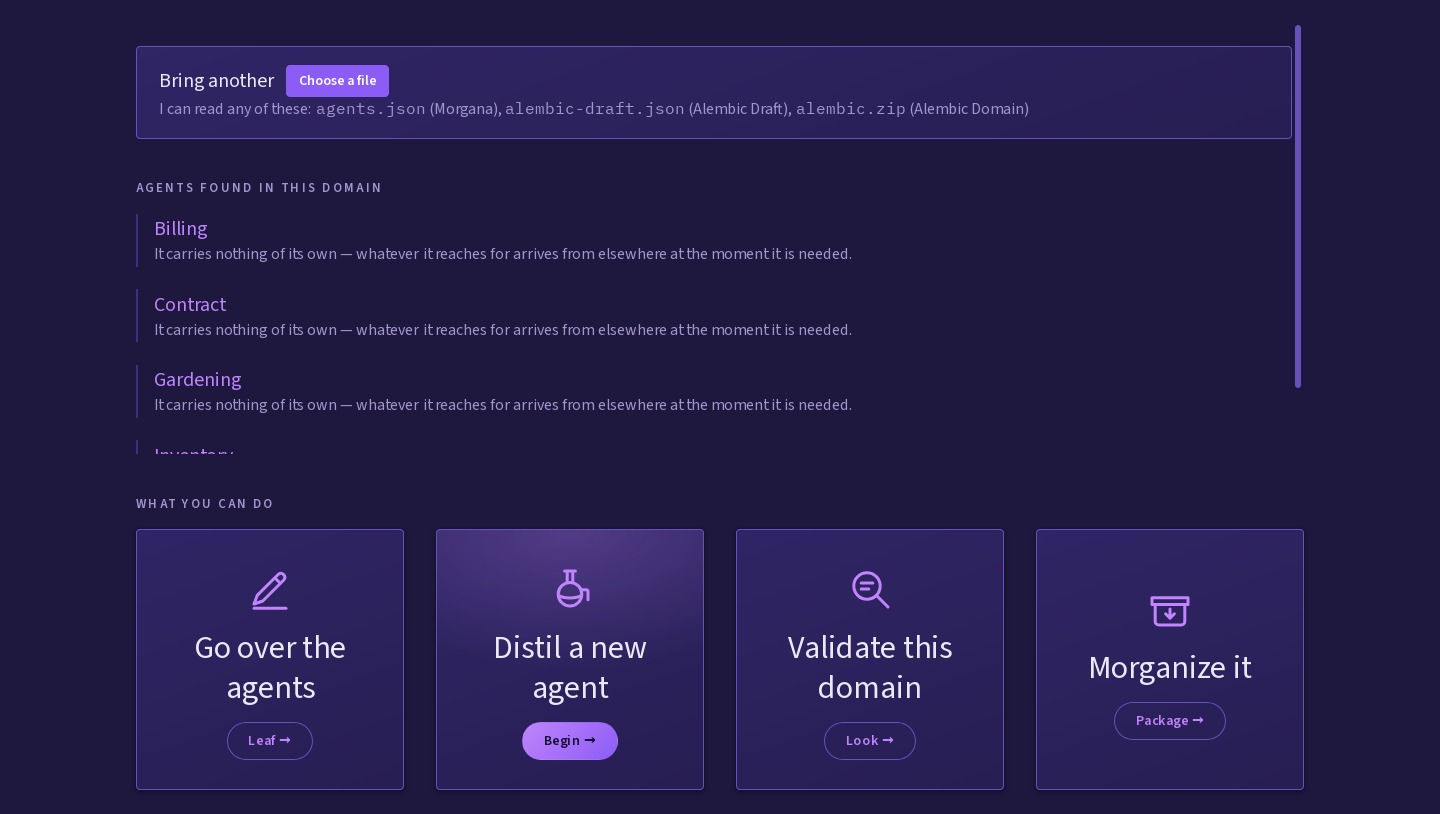 Bring another Choose a file
I can read any of these: agents.json (Morgana), alembic-draft.json (Alembic Draft), alembic.zip (Alembic Domain)
AGENTS FOUND IN THIS DOMAIN
Billing
It carries nothing of its own — whatever it reaches for arrives from elsewhere at the moment it is needed.
Contract
It carries nothing of its own — whatever it reaches for arrives from elsewhere at the moment it is needed.
Gardening
It carries nothing of its own — whatever it reaches for arrives from elsewhere at the moment it is needed.
Inventory
WHAT YOU CAN DO
Go over the
agents
Leaf →
Distil a new
agent
Begin →
Validate this
domain
Look →
Morganize it
Package →